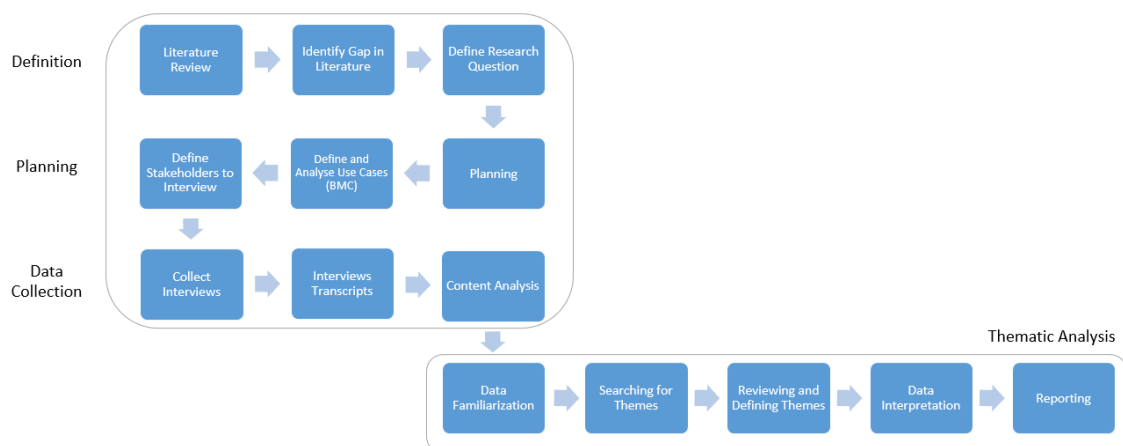 Definition
Literature
Review
Identify Gap in
Literature
Define Research
Question
Planning
Define
Stakeholders to
Interview
Define and
Analyse Use Cases
(BMC)
Planning
Data
Collection
Collect
Interviews
Interviews
Transcripts
Content Analysis
Thematic Analysis
Data
Familiarization
Searching for
Themes
Reviewing and
Defining Themes
Data
Interpretation
Reporting